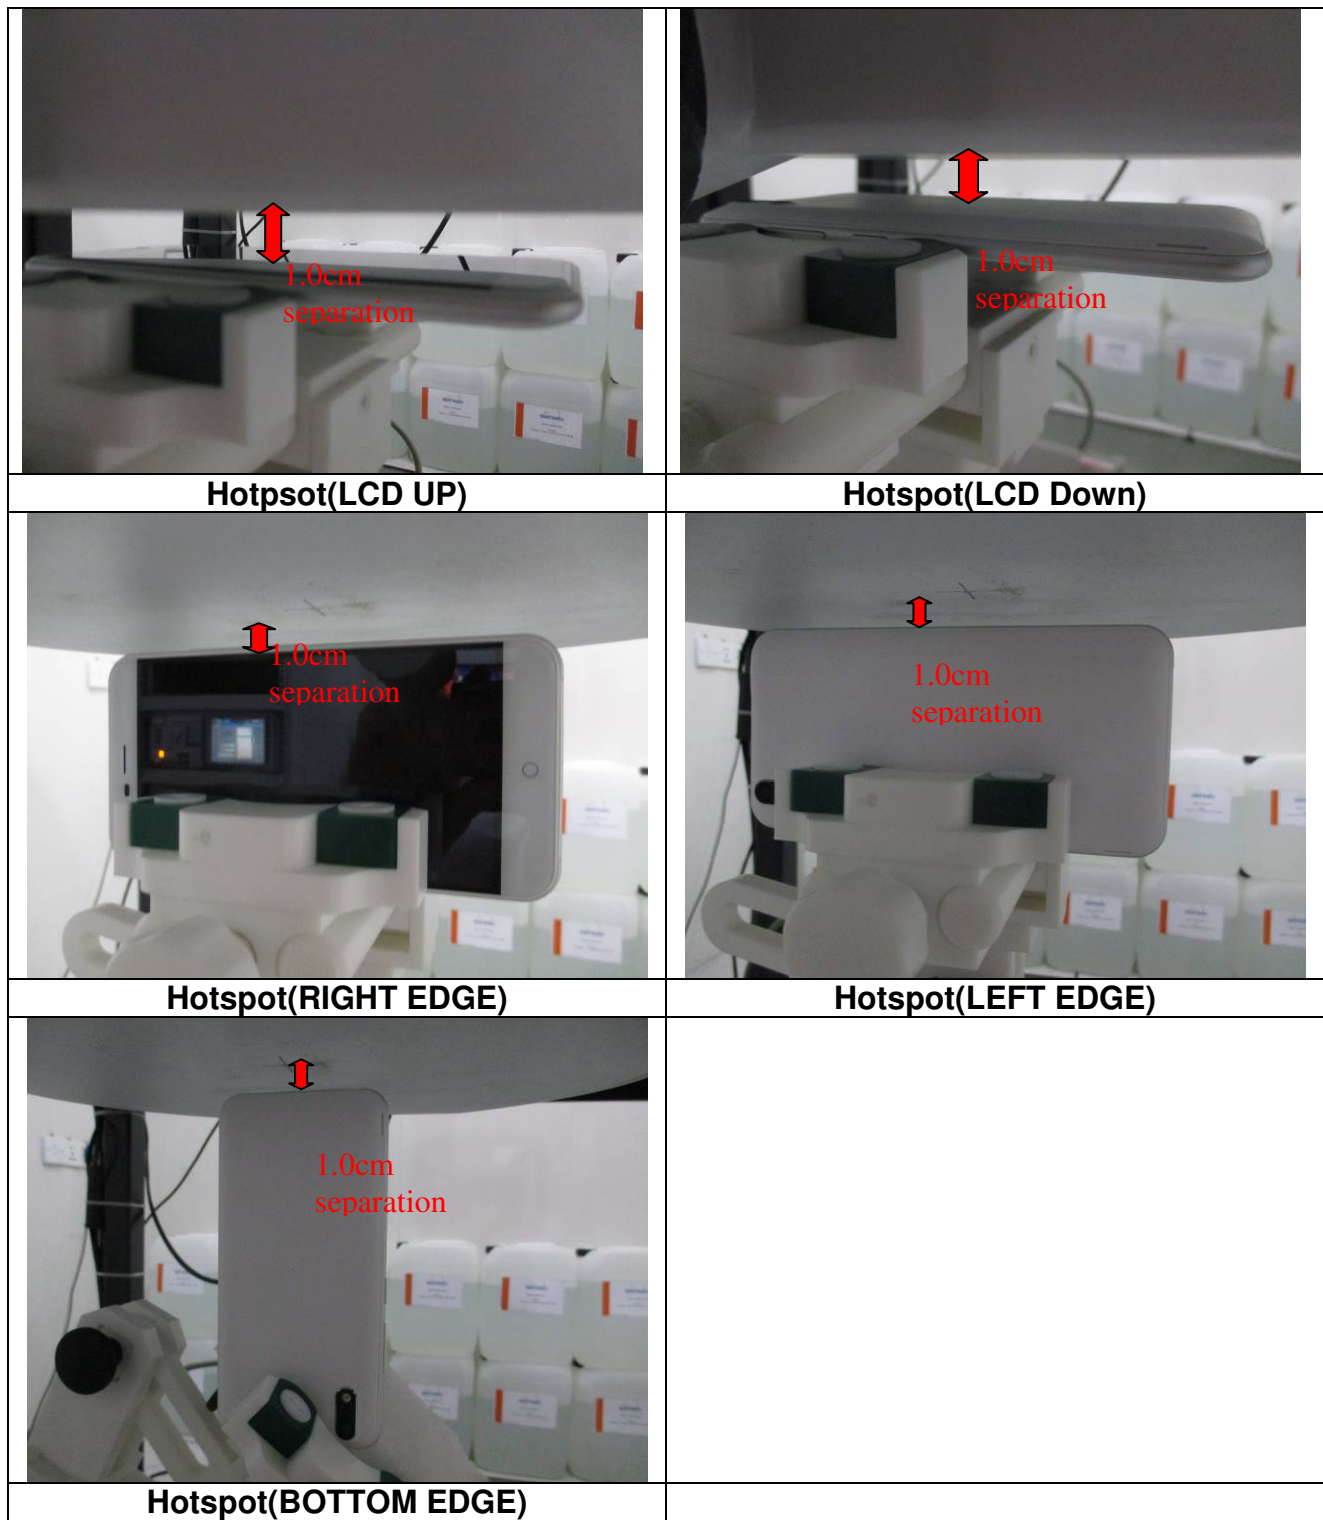 1.0cm
separation
1.0cm
separation
Hotpsot(LCD UP)
Hotspot(LCD Down)
1.0cm
separation
1.0cm
separation
Hotspot(RIGHT EDGE)
Hotspot(LEFT EDGE)
1.0cm
separation
Hotspot(BOTTOM EDGE)